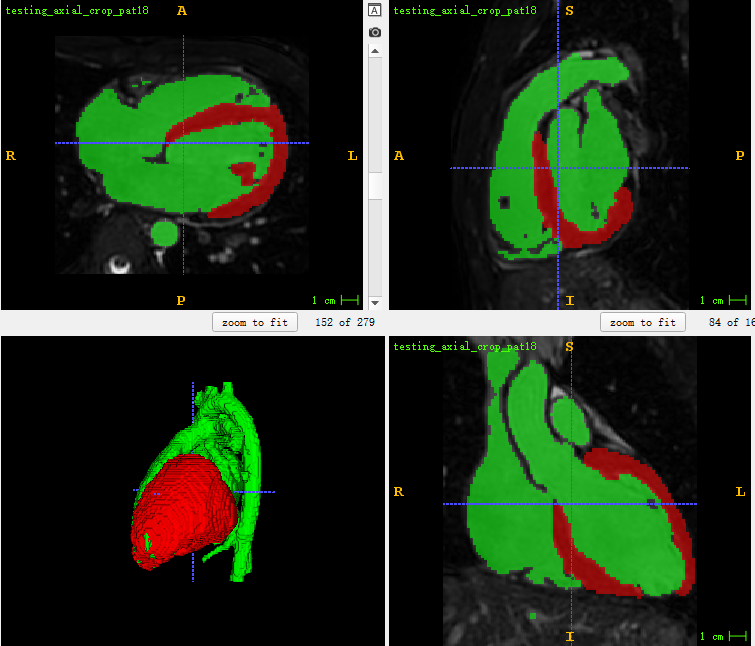 testing_axial_crop_pat18
A
R
L
P
1 cm
zoom to fit
152 of 279
A
testing_axial_crop_pat18
S
A
P
I
1 cm
zoom to fit
84 of 16
testing_axial_crop_pat18
S
R
L
I
1 cm